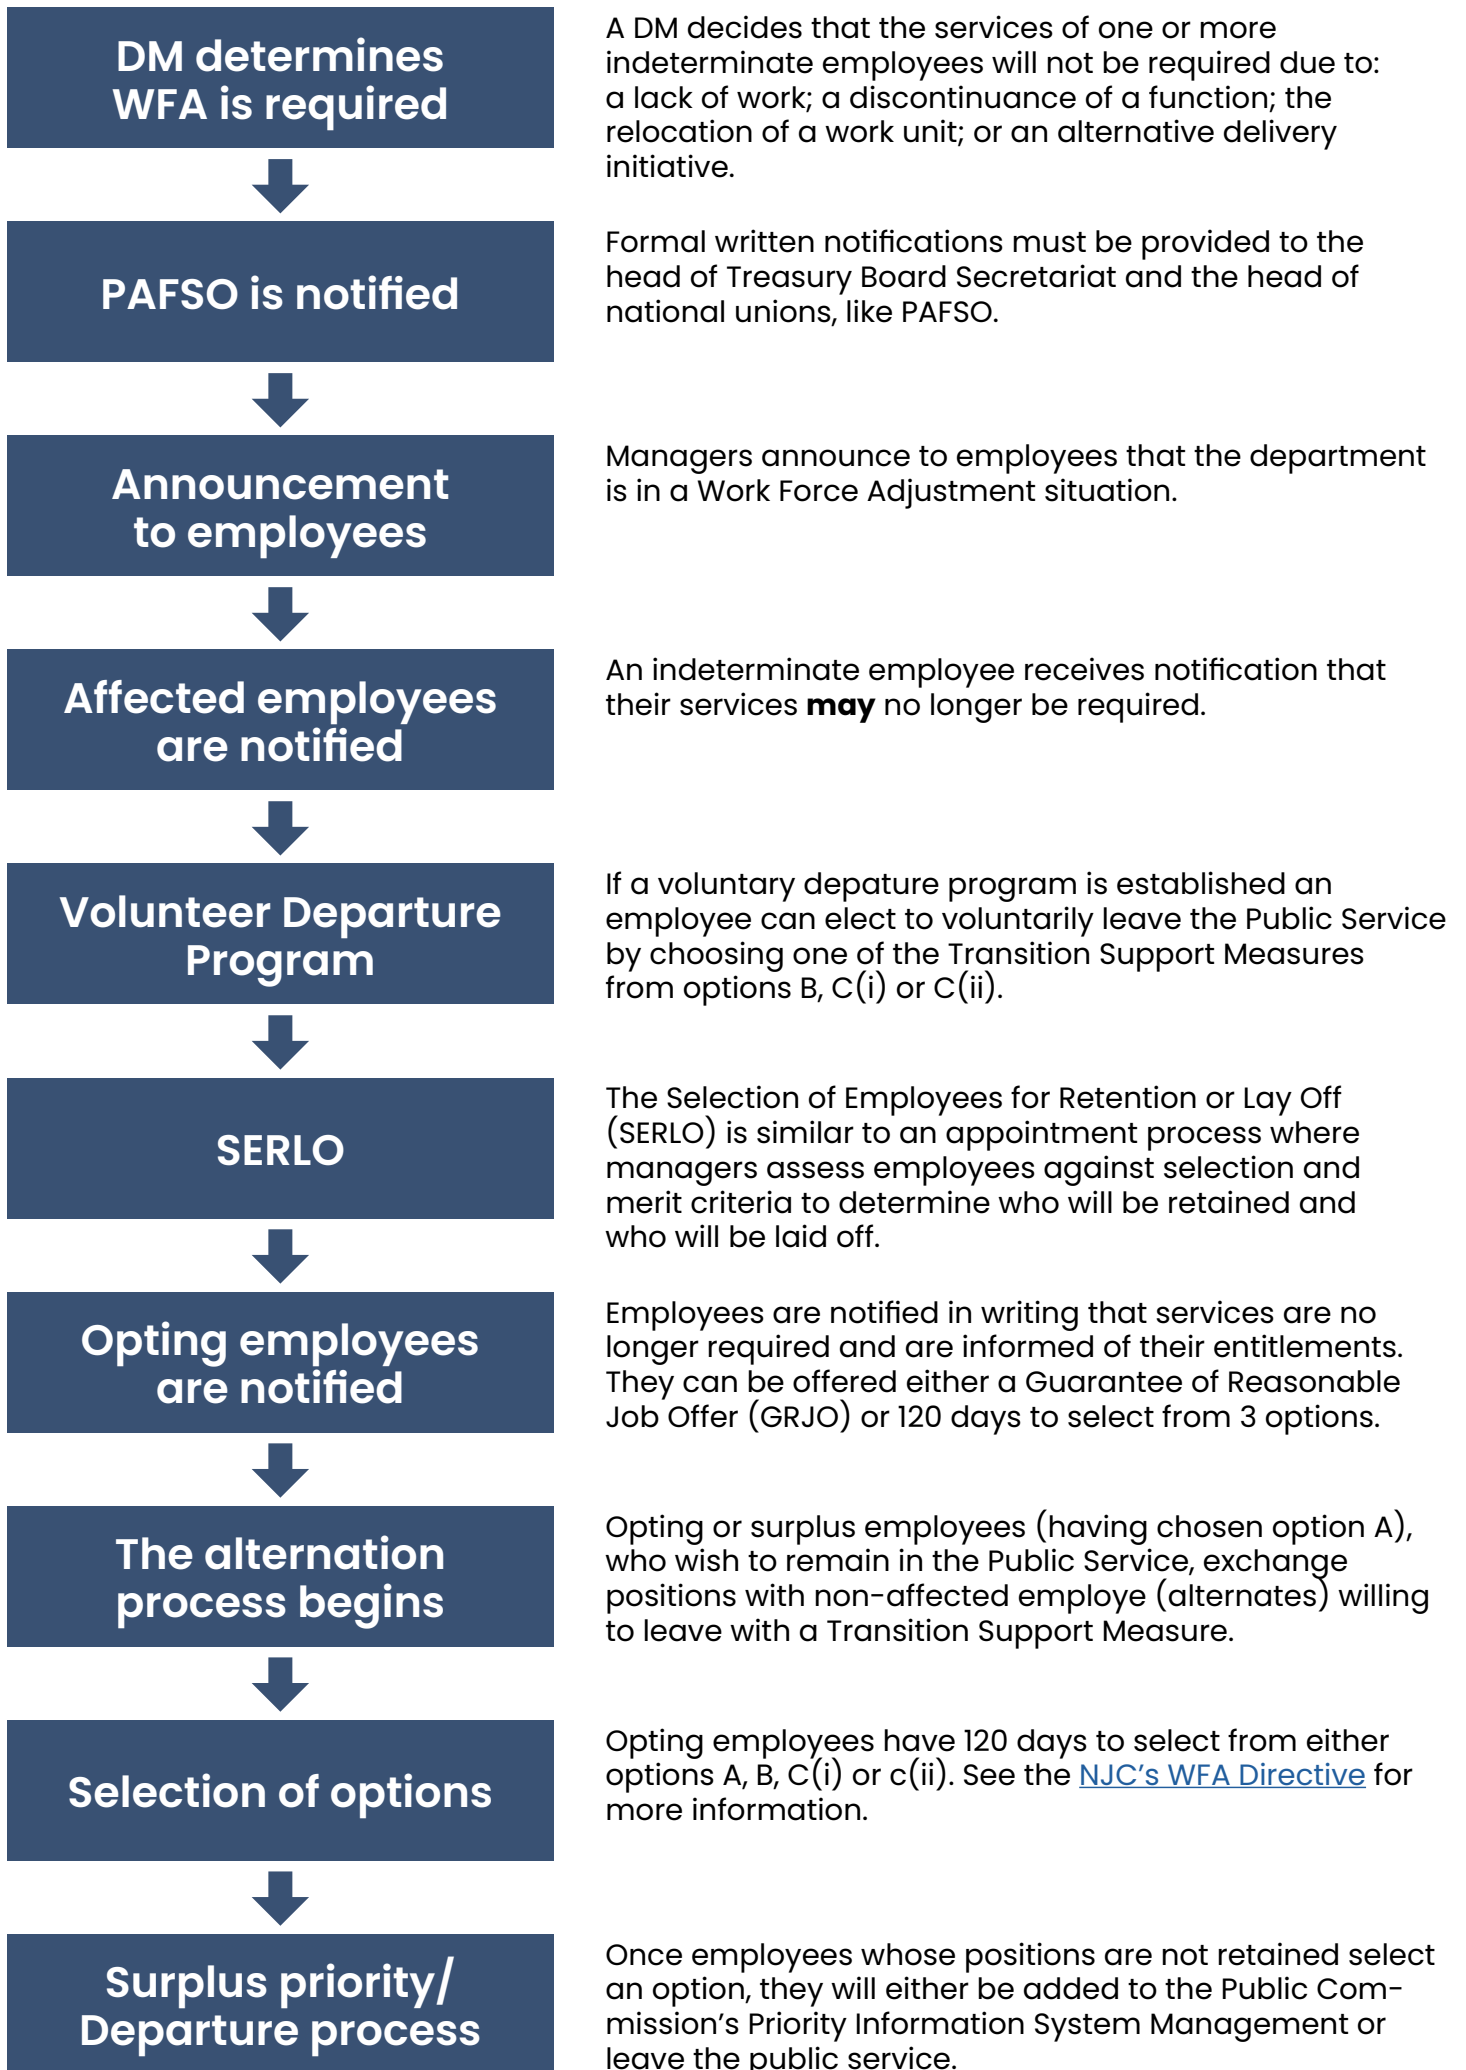 DM determines
WFA is required
A DM decides that the services of one or more
indeterminate employees will not be required due to:
a lack of work; a discontinuance of a function; the
relocation of a work unit; or an alternative delivery
initiative.
PAFSO is notified
Formal written notifications must be provided to the
head of Treasury Board Secretariat and the head of
national unions, like PAFSO.
Announcement
to employees
Managers announce to employees that the department
is in a Work Force Adjustment situation.
Affected employees
are notified
An indeterminate employee receives notification that
their services may no longer be required.
Volunteer Departure
Program
If a voluntary depature program is established an
employee can elect to voluntarily leave the Public Service
by choosing one of the Transition Support Measures
from options B, C(i) or C(ii).
SERLO
The Selection of Employees for Retention or Lay Off
(SERLO) is similar to an appointment process where
managers assess employees against selection and
merit criteria to determine who will be retained and
who will be laid off.
Opting employees
are notified
Employees are notified in writing that services are no
longer required and are informed of their entitlements.
They can be offered either a Guarantee of Reasonable
Job Offer (GRJO) or 120 days to select from 3 options.
The alternation
process begins
Opting or surplus employees (having chosen option A),
who wish to remain in the Public Service, exchange
positions with non-affected employe (alternates) willing
to leave with a Transition Support Measure.
Selection of options
Opting employees have 120 days to select from either
options A, B, C(i) or c(ii). See the NJC's WFA Directive for
more information.
Surplus priority/
Departure process
Once employees whose positions are not retained select
an option, they will either be added to the Public Com-
mission's Priority Information System Management or
leave the public service.